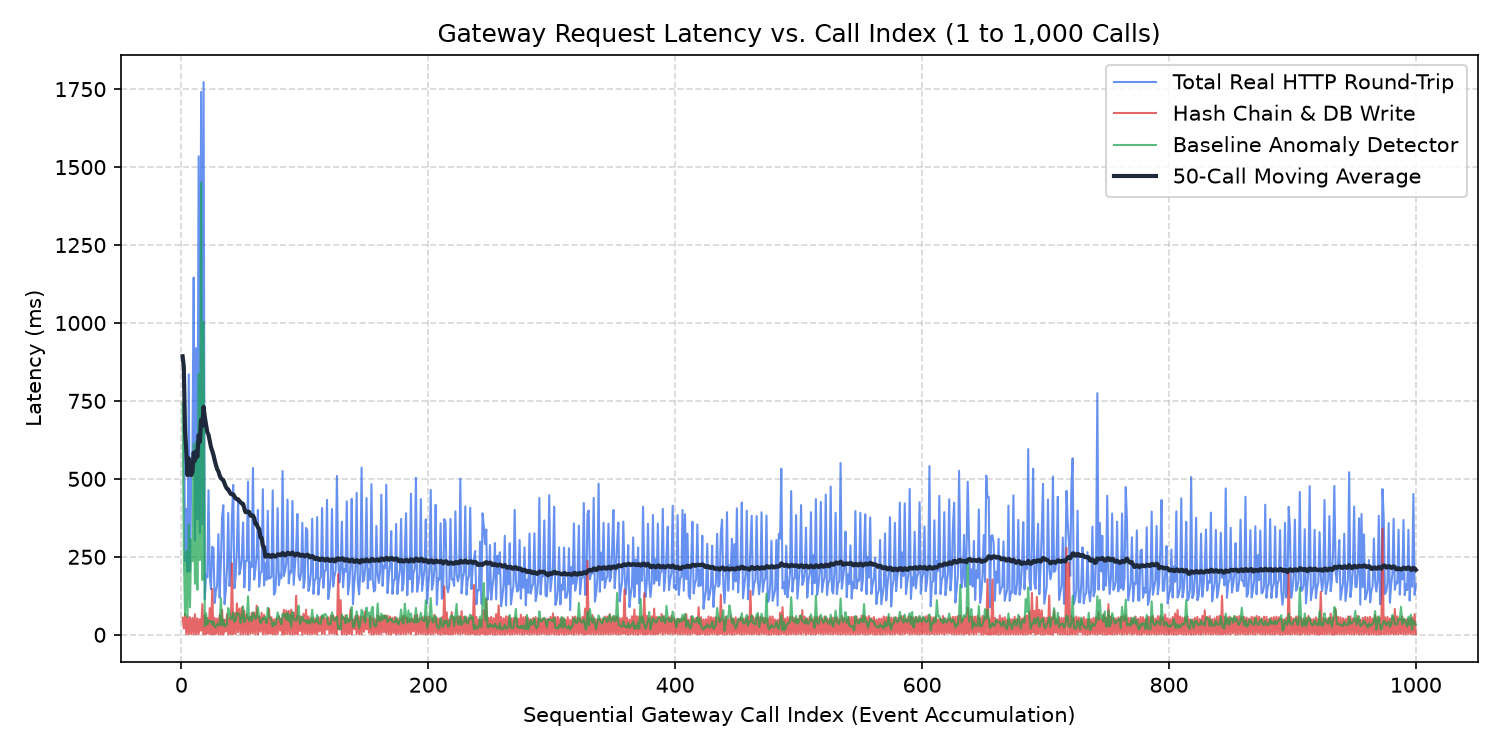 Gateway Request Latency vs. Call Index (1 to 1,000 Calls)
Total Real HTTP Round-Trip
Hash Chain & DB Write
Baseline Anomaly Detector
50-Call Moving Average
Latency (ms)
1750
1500
1250
1000
750
500
250
0
0 200 400 600 800 1000
Sequential Gateway Call Index (Event Accumulation)